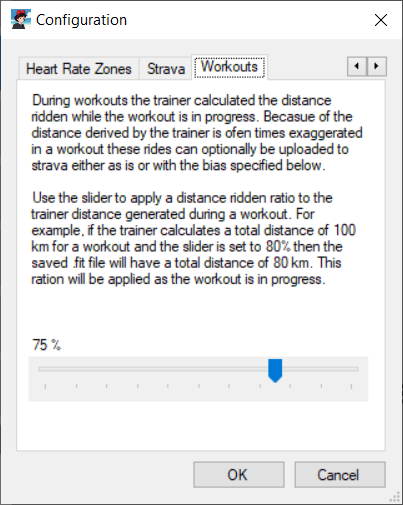 Configuration
Heart Rate Zones Strava Workouts
During workouts the trainer calculated the distance
ridden while the workout is in progress. Becasue of the
distance derived by the trainer is ofen times exaggerated
in a workout these rides can optionally be uploaded to
strava either as is or with the bias specified below.
Use the slider to apply a distance ridden ratio to the
trainer distance generated during a workout. For
example, if the trainer calculates a total distance of 100
km for a workout and the slider is set to 80% then the
saved .fit file will have a total distance of 80 km. This
ration will be applied as the workout is in progress.
75 %
OK Cancel